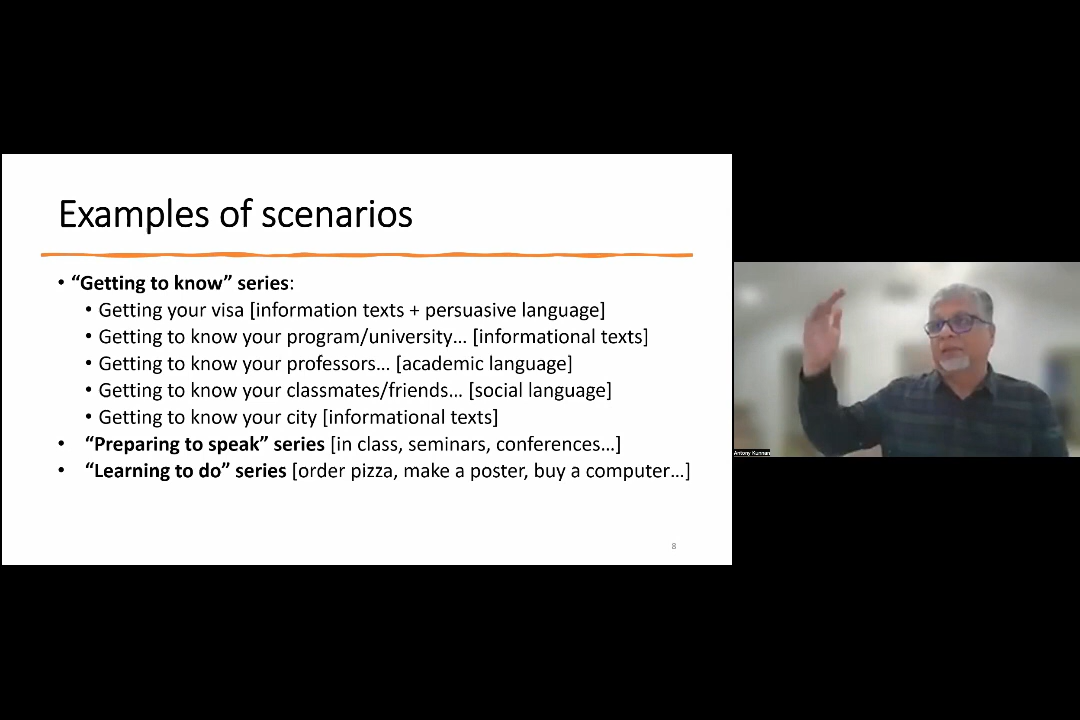 Examples of scenarios
• “Getting to know” series:
• Getting your visa [information texts + persuasive language]
• Getting to know your program/university… [informational texts]
• Getting to know your professors… [academic language]
• Getting to know your classmates/friends… [social language]
• Getting to know your city [informational texts]
• “Preparing to speak” series [in class, seminars, conferences…]
• “Learning to do” series [order pizza, make a poster, buy a computer…]
8
Antony Kunnan